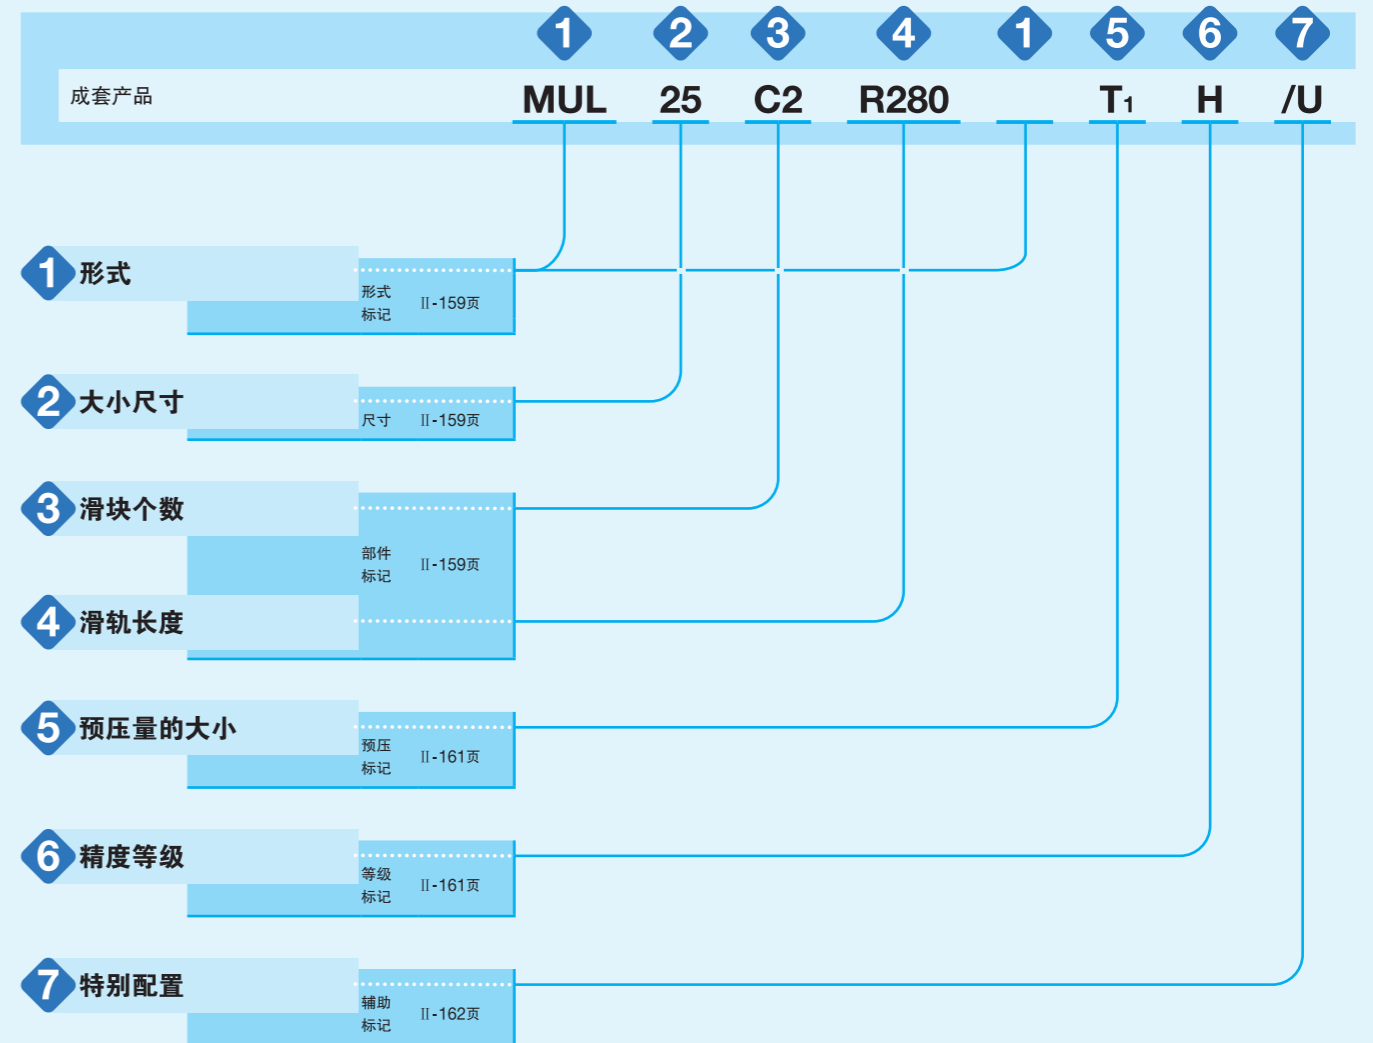 1 2 3 4 1 5 6 7
成套产品 MUL 25 C2 R280 T1 H /U
1 形式
形式
标记 Ⅱ-159页
2 大小尺寸
尺寸 Ⅱ-159页
3 滑块个数
部件
标记 Ⅱ-159页
4 滑轨长度
5 预压量的大小
预压
标记 Ⅱ-161页
6 精度等级
等级
标记 Ⅱ-161页
7 特别配置
辅助
标记 Ⅱ-162页